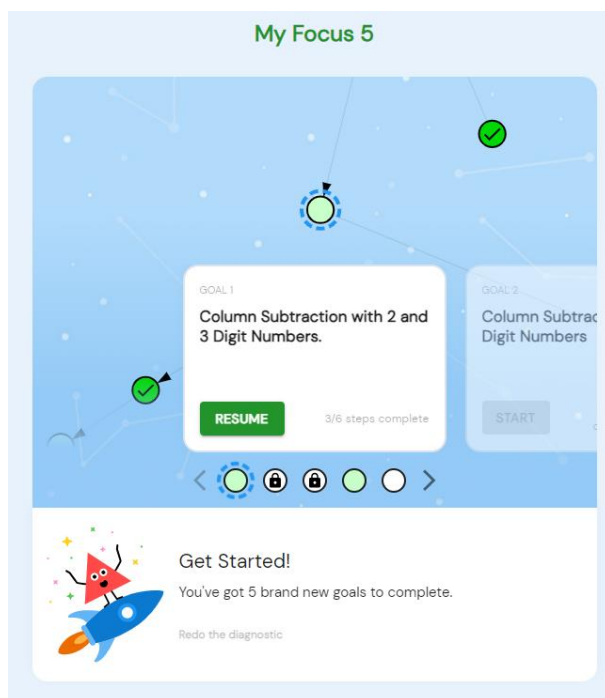 My Focus 5
GOAL 1
Column Subtraction with 2 and
3 Digit Numbers.
RESUME
3/6 steps complete
GOAL 2
Column Subtrac
Digit Numbers
START
Get Started!
You've got 5 brand new goals to complete.
Redo the diagnostic